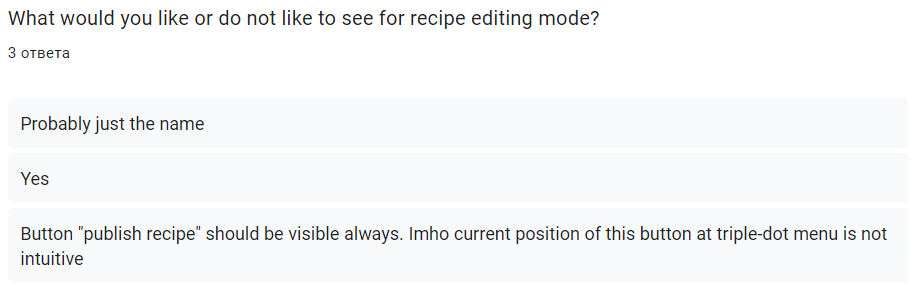 What would you like or do not like to see for recipe editing mode?
3 ответа
Probably just the name
Yes
Button "publish recipe" should be visible always. Imho current position of this button at triple-dot menu is not
intuitive